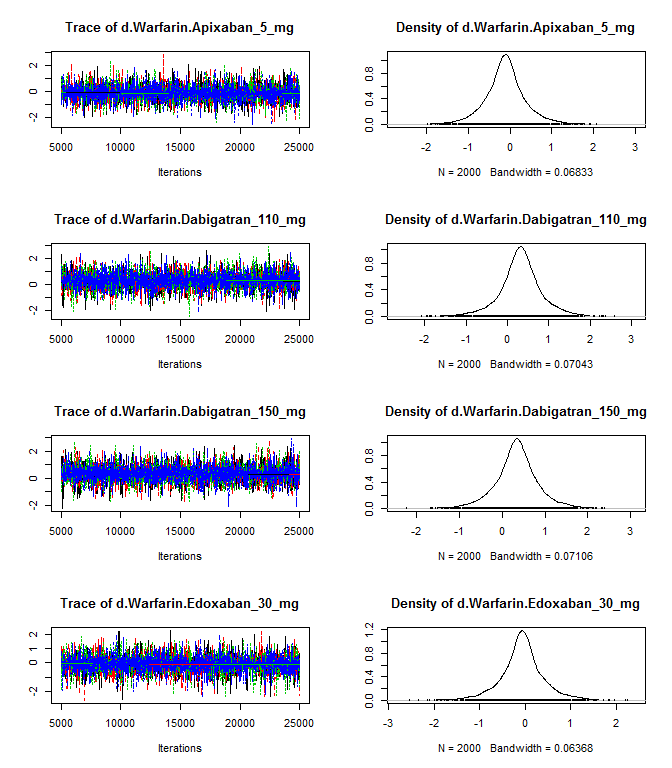 Trace of d.Warfarin.Apixaban_5_mg
2
0
-2
5000 10000 15000 20000 25000
Iterations
Density of d.Warfarin.Apixaban_5_mg
0.8
0.4
0.0
-2 -1 0 1 2 3
N = 2000 Bandwidth = 0.06833
Trace of d.Warfarin.Dabigatran_110_mg
2
0
-2
5000 10000 15000 20000 25000
Iterations
Density of d.Warfarin.Dabigatran_110_mg
0.8
0.4
0.0
-2 -1 0 1 2 3
N = 2000 Bandwidth = 0.07043
Trace of d.Warfarin.Dabigatran_150_mg
2
0
-2
5000 10000 15000 20000 25000
Iterations
Density of d.Warfarin.Dabigatran_150_mg
0.8
0.4
0.0
-2 -1 0 1 2 3
N = 2000 Bandwidth = 0.07106
Trace of d.Warfarin.Edoxaban_30_mg
2
1
0
-2
5000 10000 15000 20000 25000
Iterations
Density of d.Warfarin.Edoxaban_30_mg
1.2
0.8
0.4
0.0
-3 -2 -1 0 1 2
N = 2000 Bandwidth = 0.06368